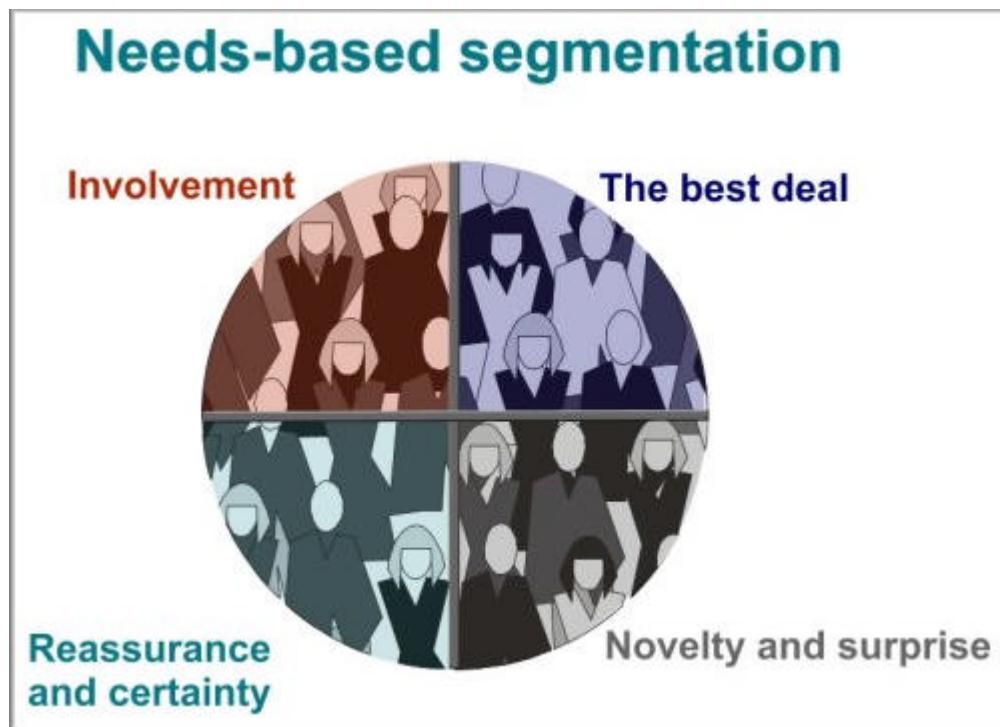 Needs-based segmentation
Involvement
The best deal
Reassurance
and certainty
Novelty and surprise